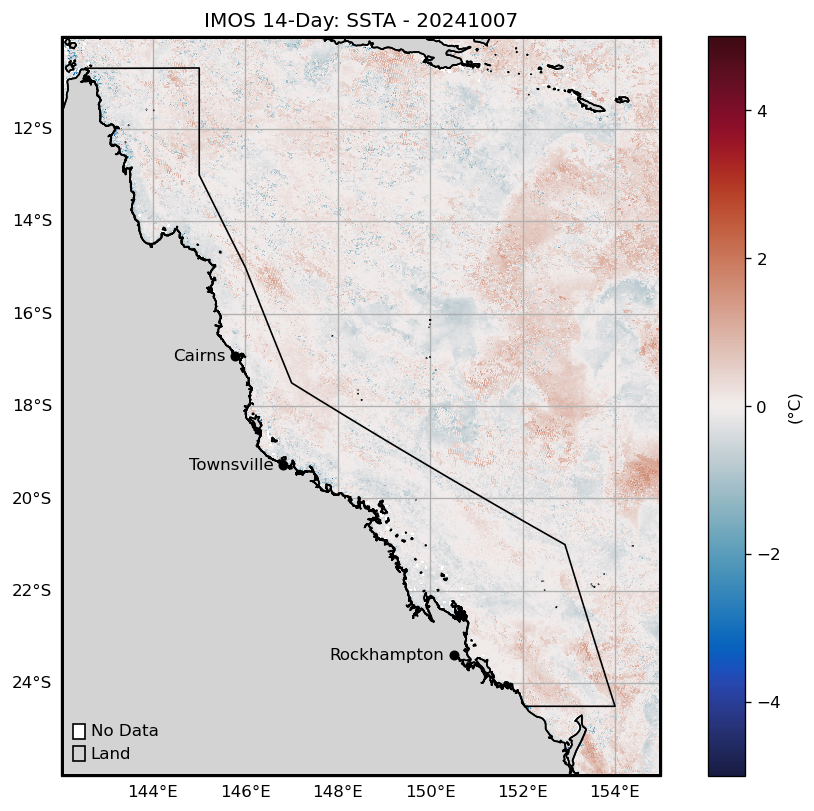 IMOS 14-Day: SSTA - 20241007
12°S
14°S
16°S
18°S
20°S
22°S
24°S
Cairns
Townsville
Rockhampton
No Data
Land
144°E
146°E
148°E
150°E
152°E
154°E
4
2
0
−2
−4
(°C)